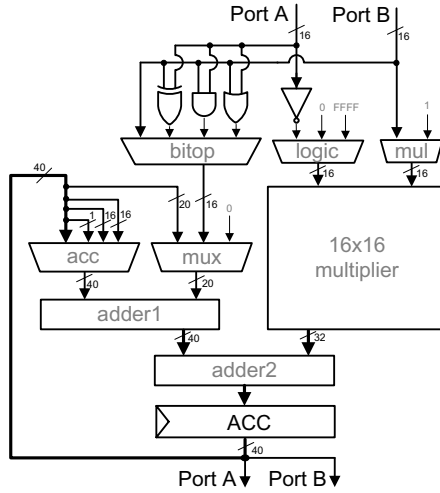 Port A Port B
16 16
0 FFFF 1
bitop logic mul
40 16 16
1 16 16 20 16 0
acc mux 16x16
multiplier
40 20
adder1
40 32
adder2
ACC
40
Port A Port B